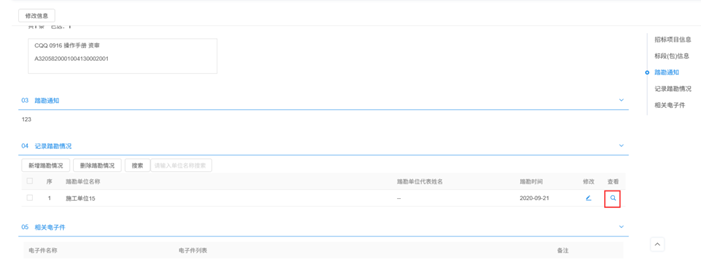 修改信息
CQQ 0916 操作手册 资审
A3205820001004130002001
03 踏勘通知
123
04 记录踏勘情况
新增踏勘情况 删除踏勘情况 搜索 请输入单位名称搜索
序 踏勘单位名称 踏勘单位代表姓名 踏勘时间 修改 查看
1 施工单位15 -- 2020-09-21
05 相关电子件
电子件名称 电子件列表 备注
招标项目信息
标段(包)信息
踏勘通知
记录踏勘情况
相关电子件